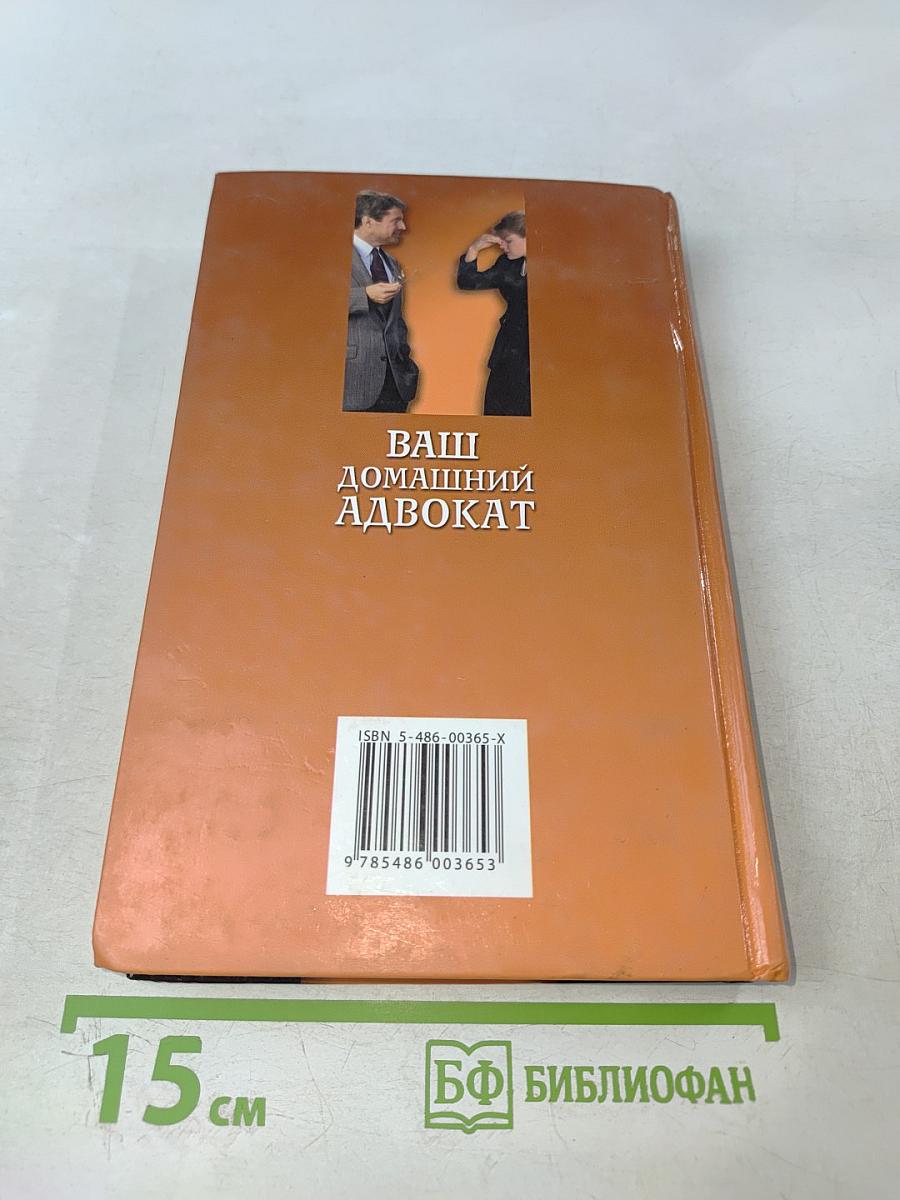 ВАШ
ДОМАШНИЙ
АДВОКАТ
ISBN 5-486-00365-X
9 785486 003653
15 см
БФ БИБЛИОФАН